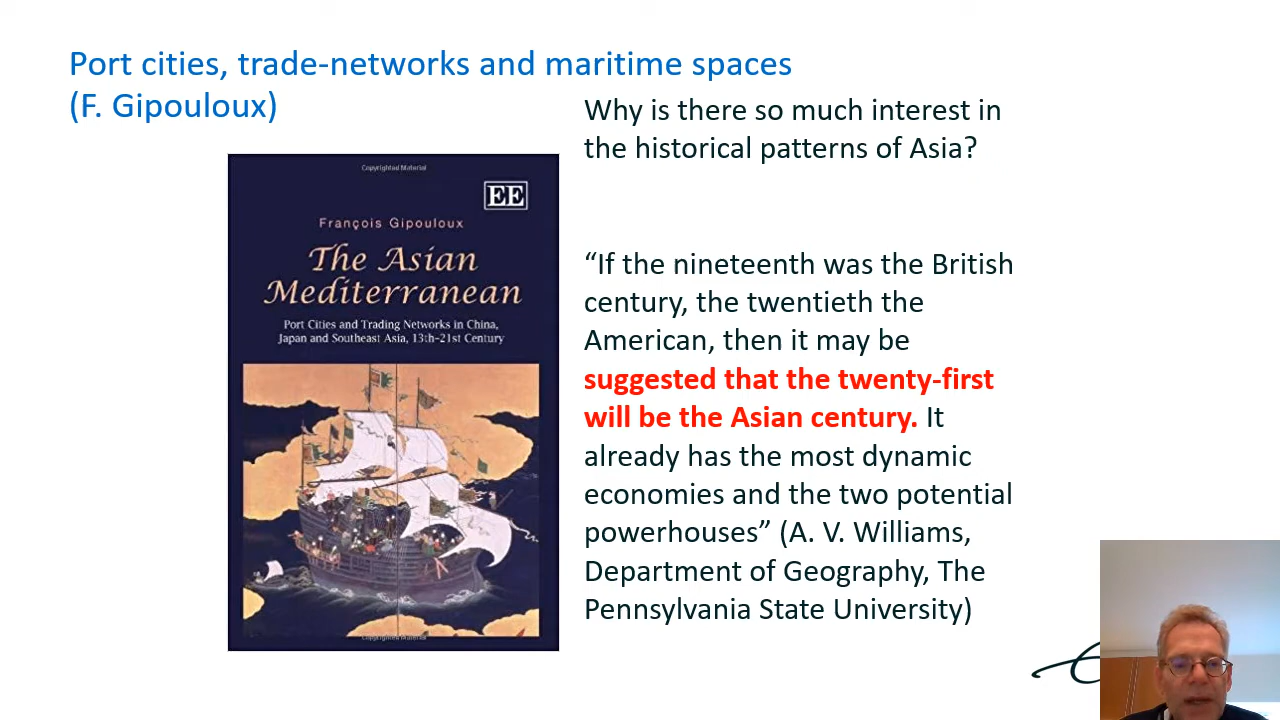 Port cities, trade-networks and maritime spaces
(F. Gipouloux)
Why is there so much interest in
the historical patterns of Asia?
Copyrighted Material
EE
François Gipouloux
The Asian
Mediterranean
Port Cities and Trading Networks in China,
Japan and Southeast Asia, 13th–21st Century
Copyrighted Material
“If the nineteenth was the British
century, the twentieth the
American, then it may be
suggested that the twenty-first
will be the Asian century. It
already has the most dynamic
economies and the two potential
powerhouses” (A. V. Williams,
Department of Geography, The
Pennsylvania State University)